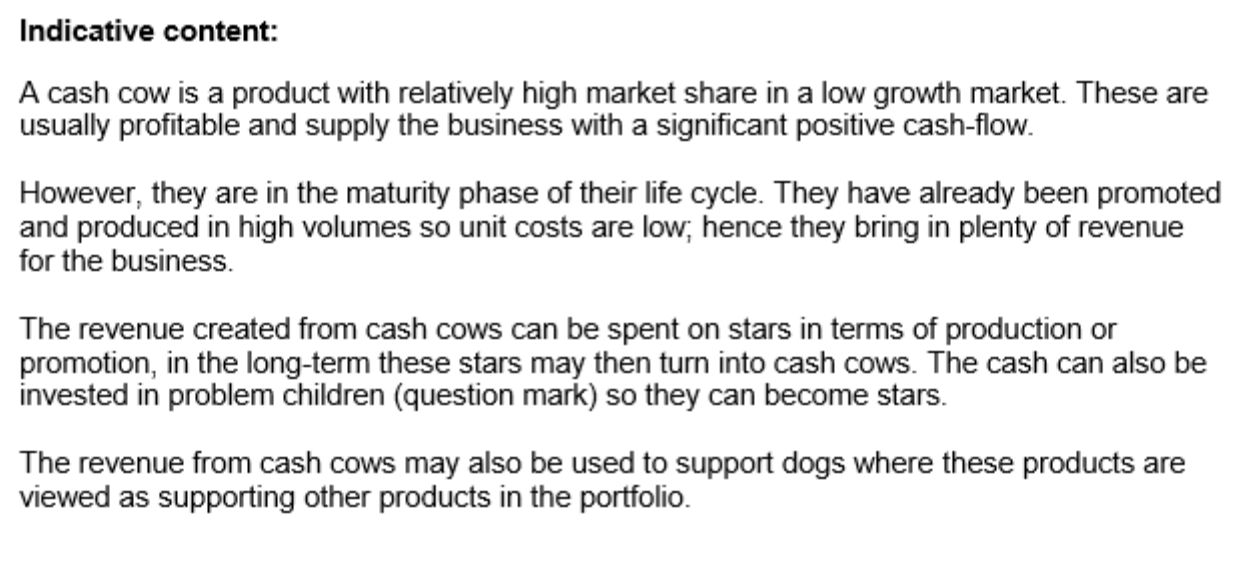 Indicative content:
A cash cow is a product with relatively high market share in a low growth market. These are
usually profitable and supply the business with a significant positive cash-flow.
However, they are in the maturity phase of their life cycle. They have already been promoted
and produced in high volumes so unit costs are low; hence they bring in plenty of revenue
for the business.
The revenue created from cash cows can be spent on stars in terms of production or
promotion, in the long-term these stars may then turn into cash cows. The cash can also be
invested in problem children (question mark) so they can become stars.
The revenue from cash cows may also be used to support dogs where these products are
viewed as supporting other products in the portfolio.